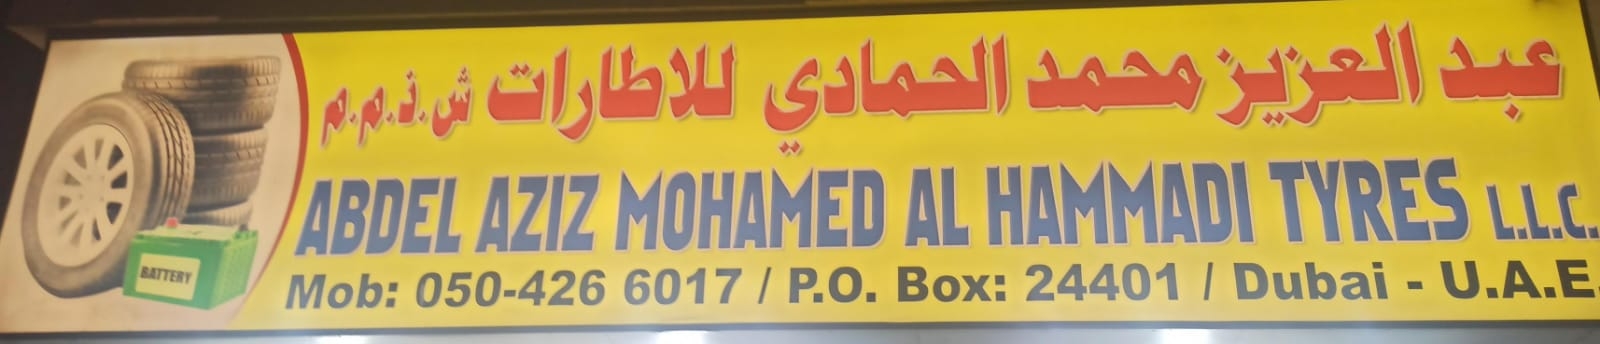 عبد العزيز محمد الحمادي للاطارات ش.ذ.م.م
ABDEL AZIZ MOHAMED AL HAMMADI TYRES L.L.C.
Mob: 050-426 6017 / P.O. Box: 24401 / Dubai - U.A.E.
BATTERY